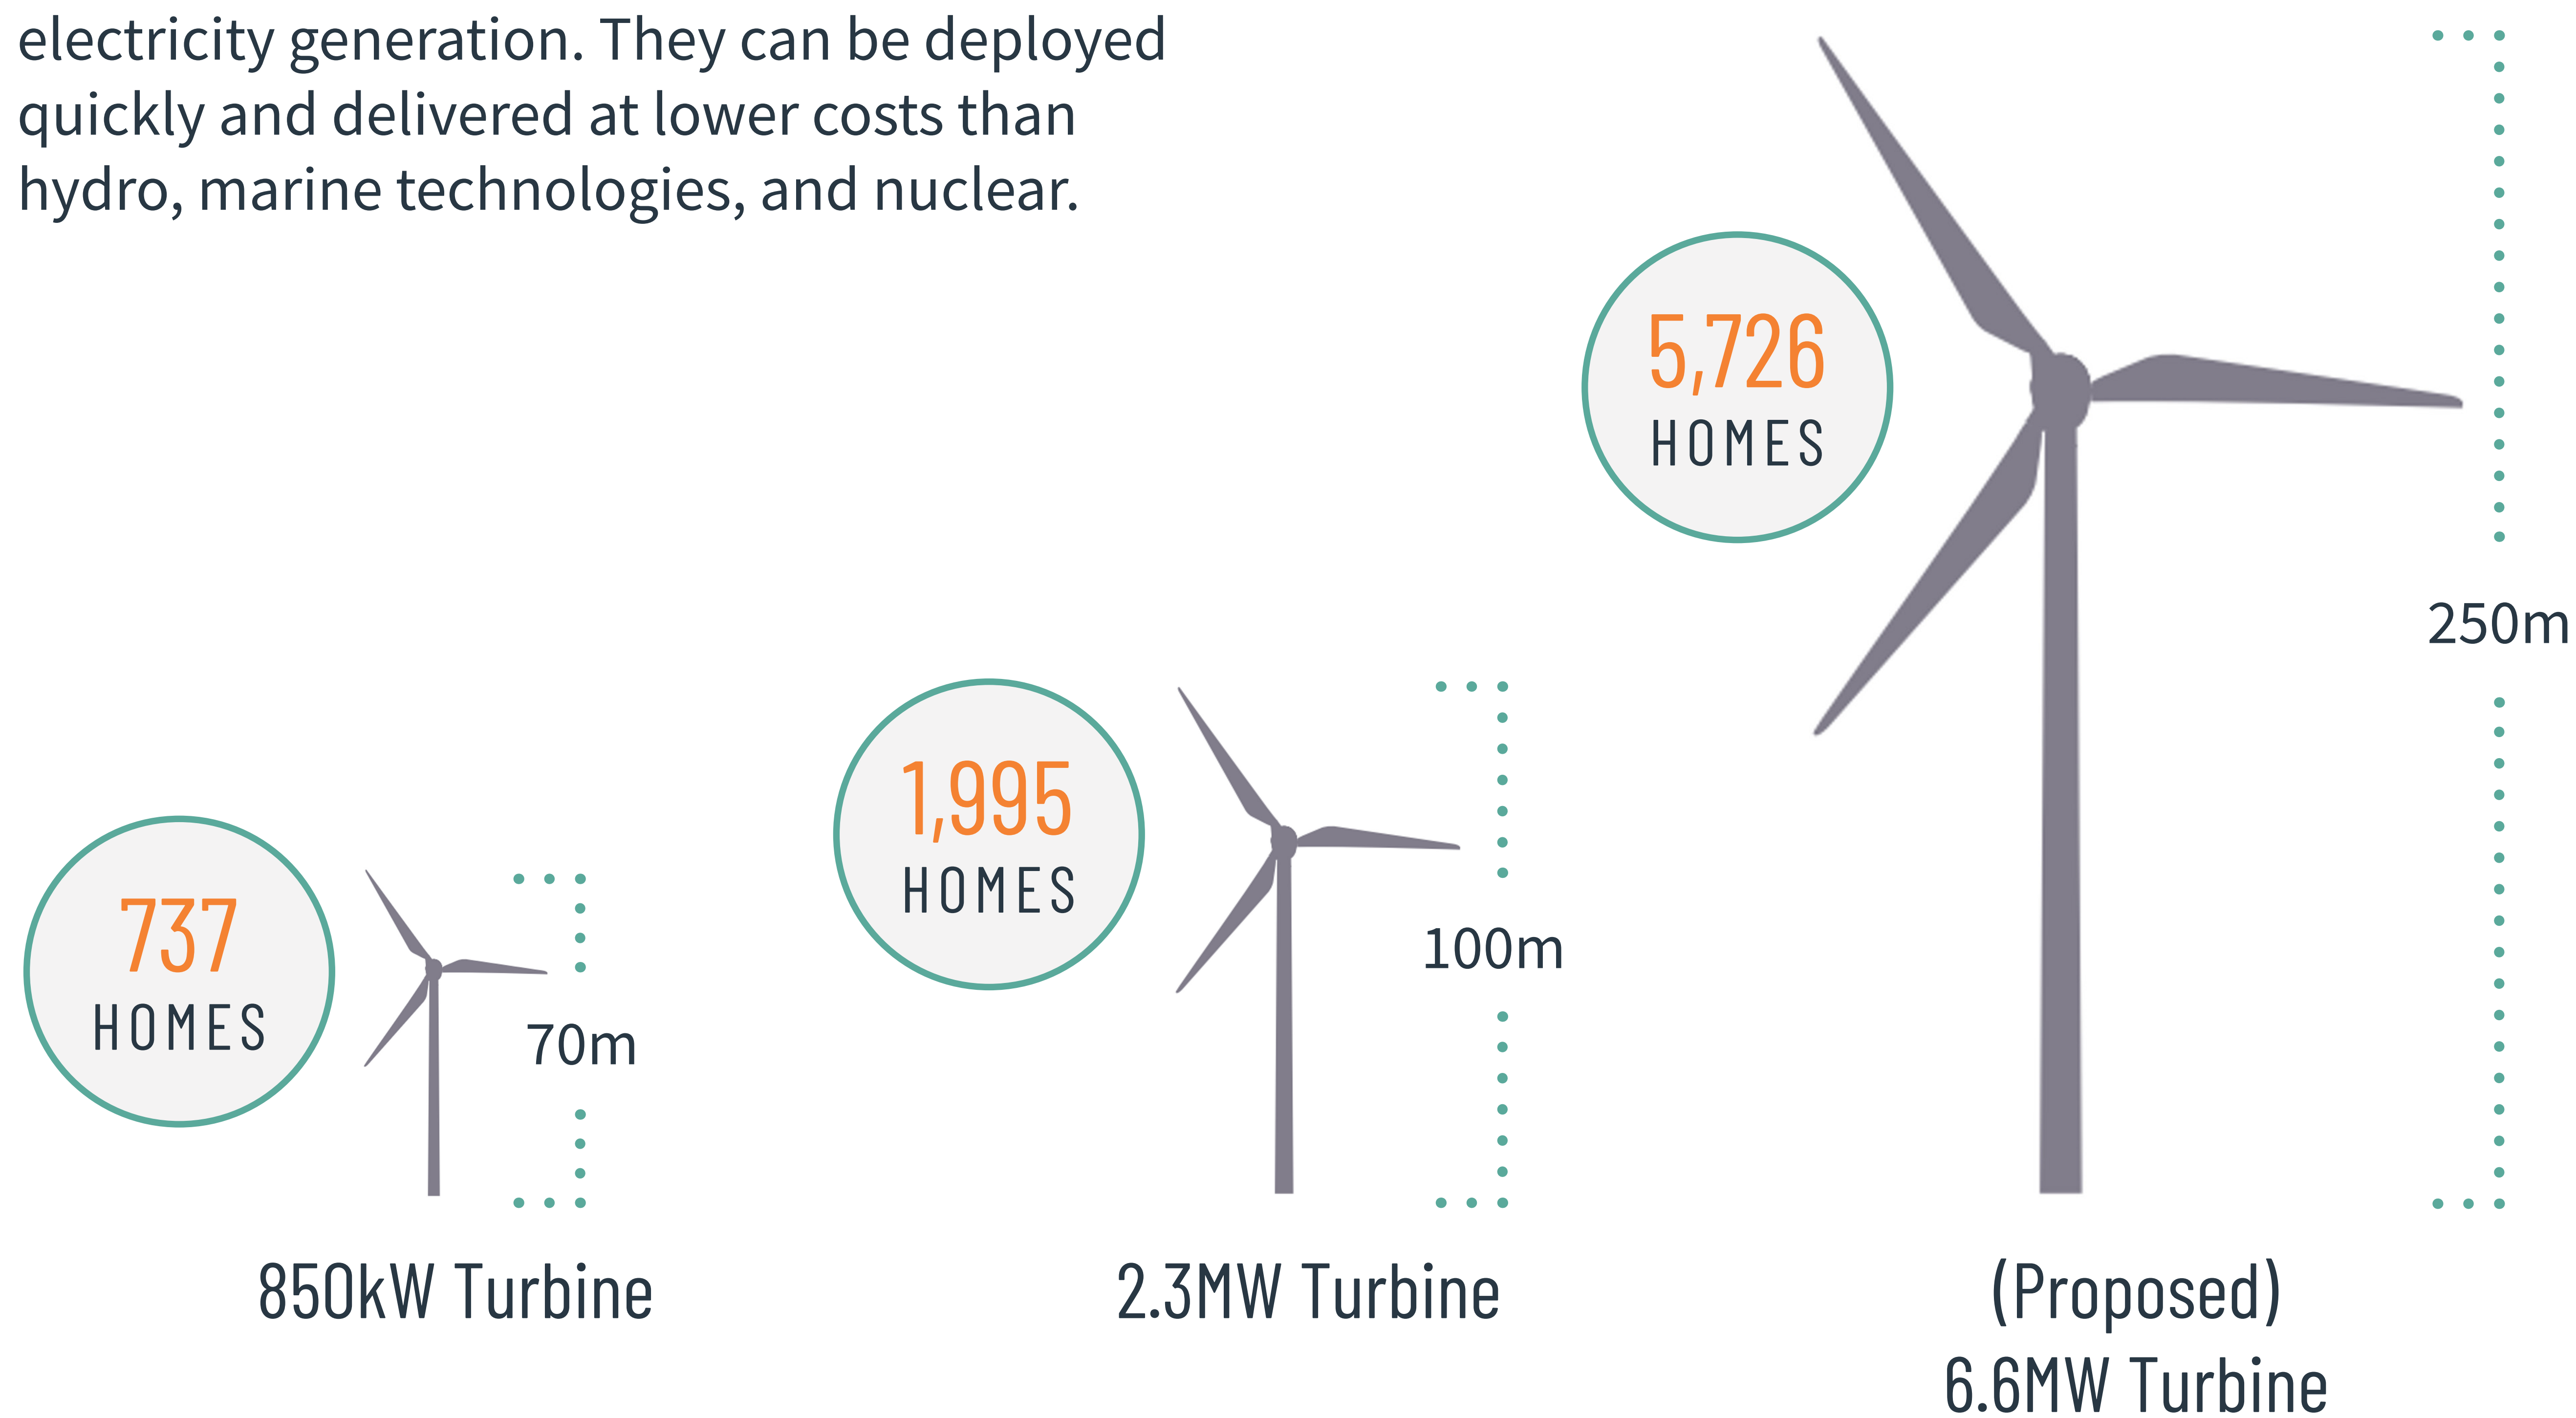 electricity generation. They can be deployed
quickly and delivered at lower costs than
hydro, marine technologies, and nuclear.
737
HOMES
70m
850kW Turbine
1,995
HOMES
100m
2.3MW Turbine
5,726
HOMES
250m
(Proposed)
6.6MW Turbine